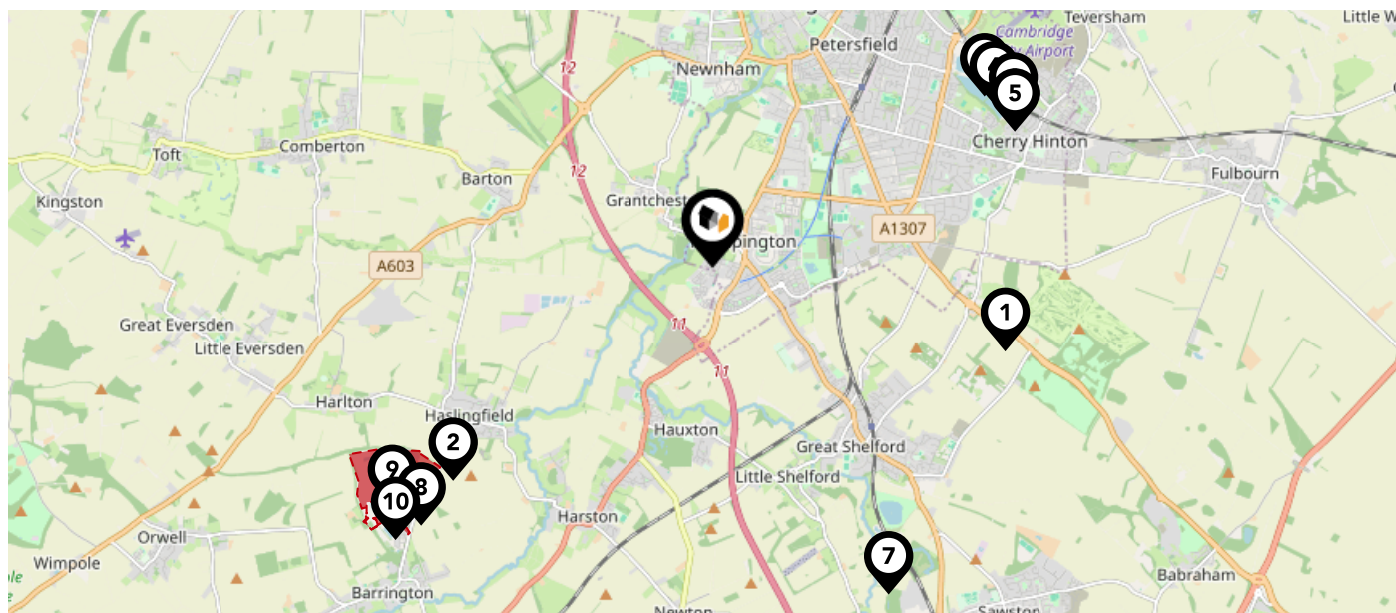 Teversham
Little W
Cambridge
Airport
Petersfield
12
Newnham
5
Cherry Hinton
Comberton
Toft
12
Barton
Fulbourn
Kingston
Grantchest
A1307
pington
A603
1
Great Eversden
11
Little Eversden
11
Harlton
Haslingfield
Hauxton
2
Great Shelford
9
Little Shelford
8
10
Harston
Orwell
7
Wimpole
Babraham
Barrington
Sawston
Newton